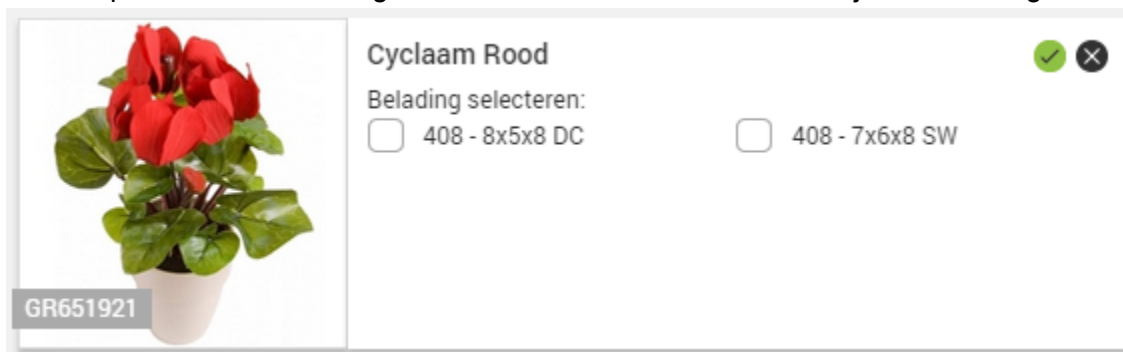 Cyclaam Rood
Belading selecteren:
408 - 8x5x8 DC
408 - 7x6x8 SW
GR651921